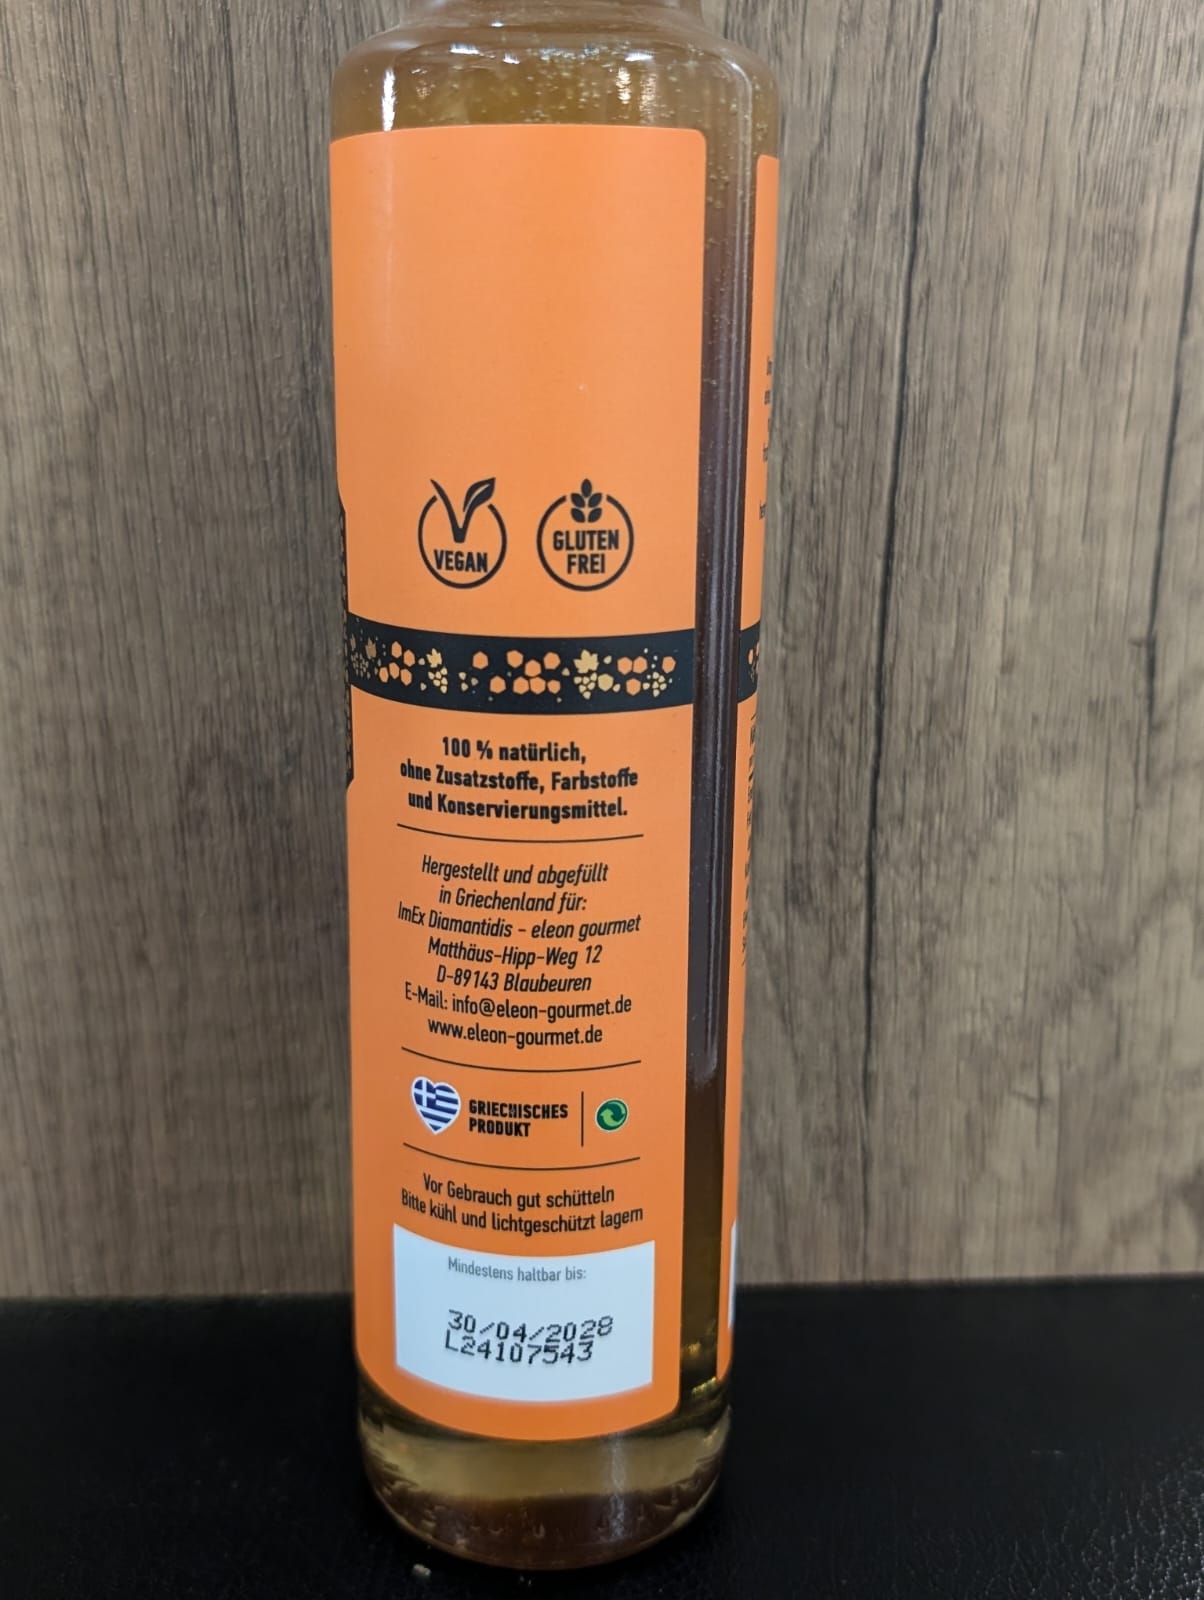 VEGAN
GLUTEN
FREI
100 % natürlich,
ohne Zusatzstoffe, Farbstoffe
und Konservierungsmittel.
Hergestellt und abgefüllt
in Griechenland für:
ImEx Diamantidis - eleon gourmet
Matthäus-Hipp-Weg 12
D-89143 Blaubeuren
E-Mail: info@eleon-gourmet.de
www.eleon-gourmet.de
GRIECHISCHES
PRODUKT
Vor Gebrauch gut schütteln
Bitte kühl und lichtgeschützt lagern
Mindestens haltbar bis:
30/04/2028
L24107543